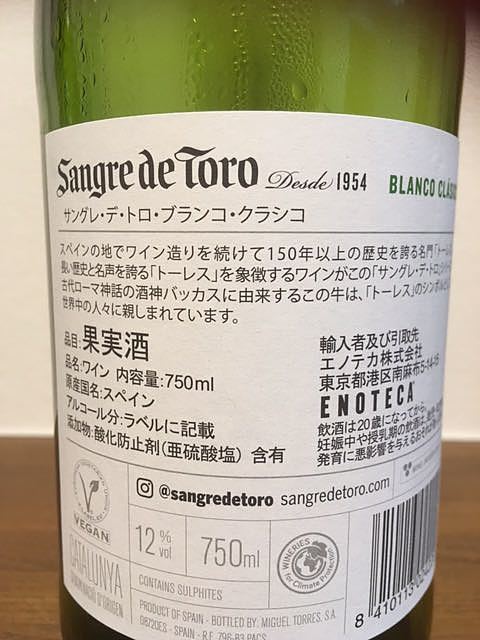 Sangre de Toro Desde 1954 BLANCO
サングレ・デ・トロ・ブランコ・クラシコ
スペインの地でワイン造りを続けて150年以上の歴史を誇る名門「トーレス
長い歴史と名声を誇る「トーレス」を象徴するワインがこの「サングレ・デ・トロ
古代ローマ神話の酒神バッカスに由来するこの牛は、「トーレス」のシンボル
世界中の人々に親しまれています。
品目:果実酒
品名:ワイン 内容量:750ml
原産国名:スペイン
アルコール分:ラベルに記載
添加物:酸化防止剤(亜硫酸塩) 含有
輸入者及び引取先
エノテカ株式会社
東京都港区南麻布5-14-15
ENOTECA
飲酒は20歳になってから。
妊娠中や授乳期の飲酒は、
発育に悪影響を与えるおそれ
@sangredetoro sangredetoro.com
VEGAN
12 % vol
750ml
WINERIES
for Climate Protection
CATALUNYA
DENOMINACIÓ D'ORIGEN
CONTAINS SULPHITES
PRODUCT OF SPAIN - BOTTLED BY: MIGUEL TORRES, S.A.
08720ES - SPAIN - R.E. 796-B3 PACS
8 410113